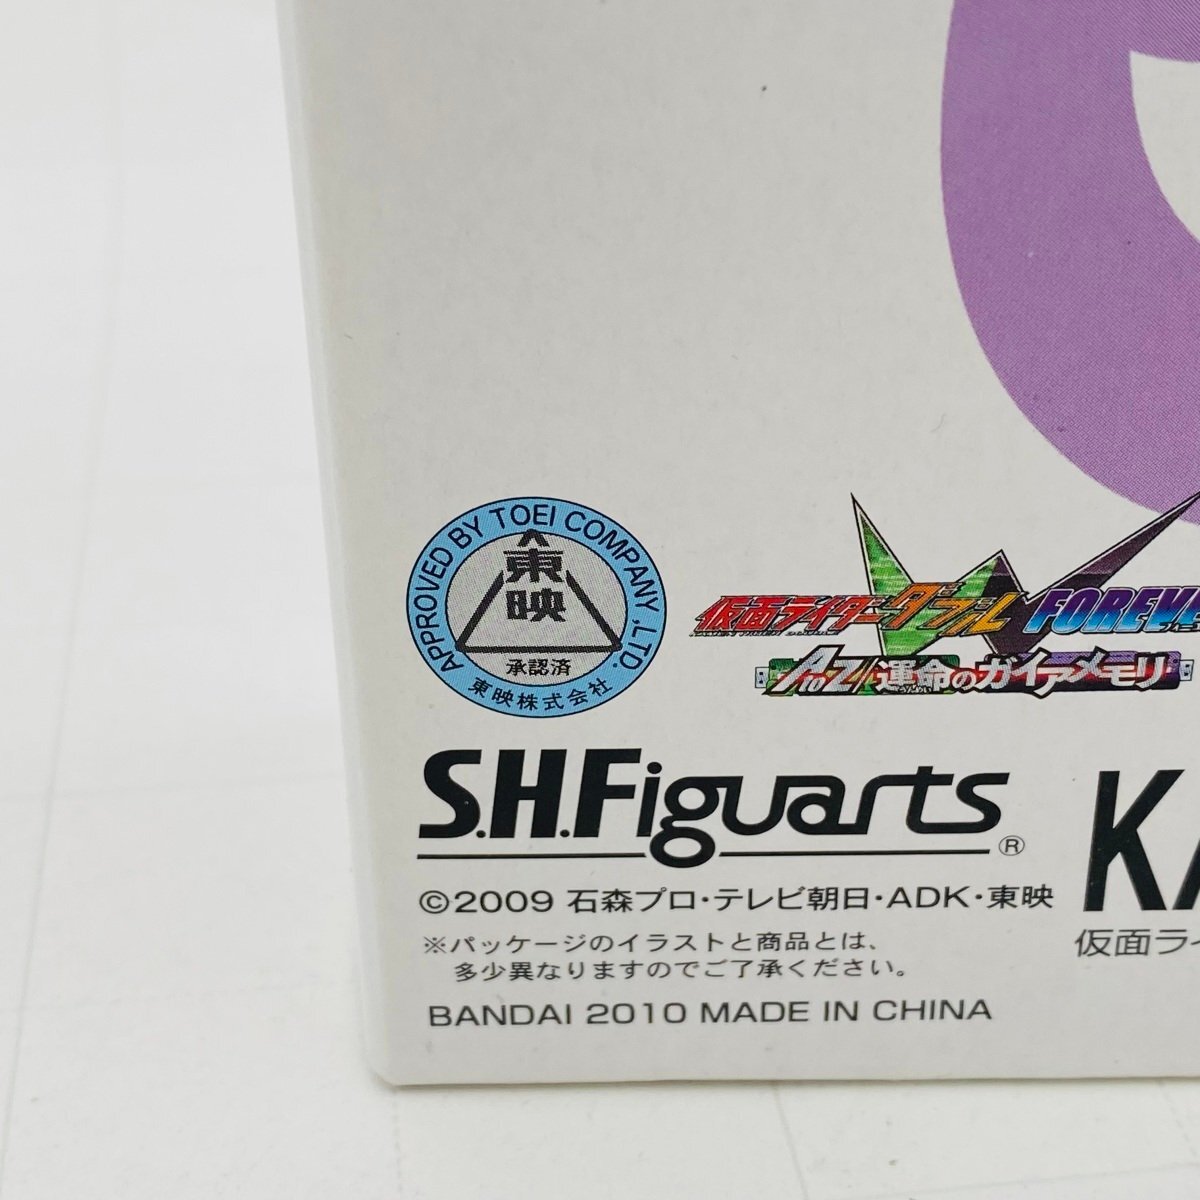 APPROVED BY TOEI COMPANY ,LTD.
東映
承認済
東映株式会社
仮面ライダーダブル FOREVE
AtoZ/運命のガイアメモリ
S.H.Figuarts®
©2009 石森プロ・テレビ朝日・ADK・東映
※パッケージのイラストと商品とは、
多少異なりますのでご了承ください。
BANDAI 2010 MADE IN CHINA
KA
仮面ライ